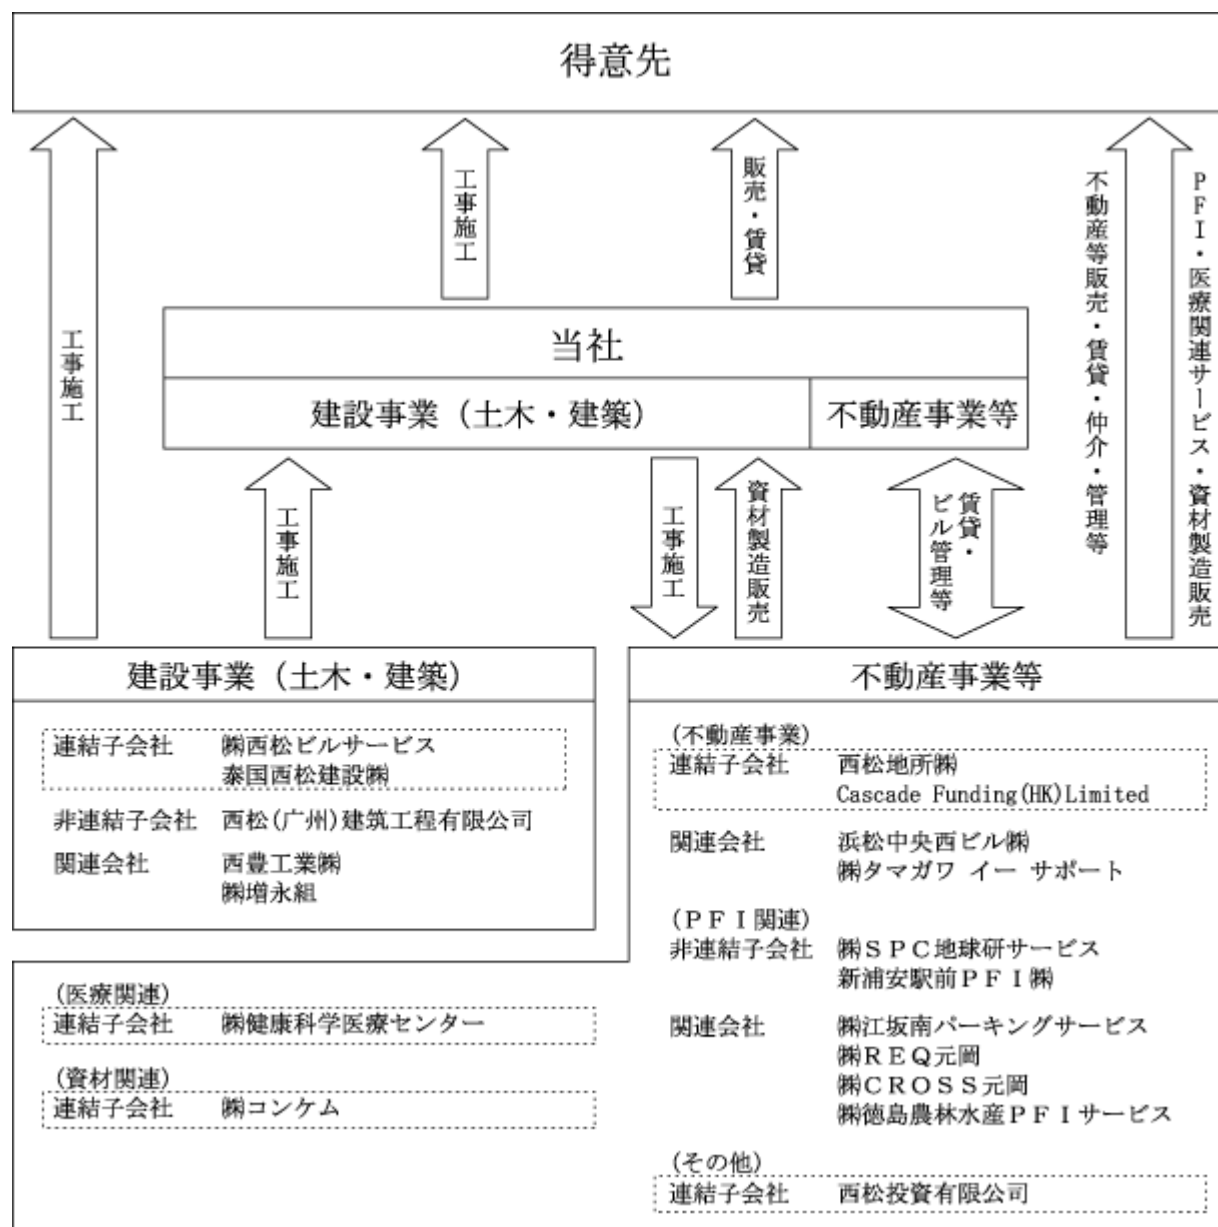 得意先
工事施工
工事施工
販売・賃貸
不動産等販売・賃貸・仲介・管理等
PFI・医療関連サービス・資材製造販売
当社
建設事業（土木・建築）
不動産事業等
工事施工
工事施工
資材製造販売
賃貸・
ビル管理等
建設事業（土木・建築）
連結子会社 ㈱西松ビルサービス
泰国西松建設㈱
非連結子会社 西松(广州)建筑工程有限公司
関連会社 西豊工業㈱
㈱増永組
(医療関連)
連結子会社 ㈱健康科学医療センター
(資材関連)
連結子会社 ㈱コンケム
不動産事業等
(不動産事業)
連結子会社 西松地所㈱
Cascade Funding(HK)Limited
関連会社 浜松中央西ビル㈱
㈱タマガワ イー サポート
(ＰＦＩ関連)
非連結子会社 ㈱ＳＰＣ地球研サービス
新浦安駅前ＰＦＩ㈱
関連会社 ㈱江坂南パーキングサービス
㈱ＲＥＱ元岡
㈱ＣＲＯＳＳ元岡
㈱徳島農林水産ＰＦＩサービス
(その他)
連結子会社 西松投資有限公司